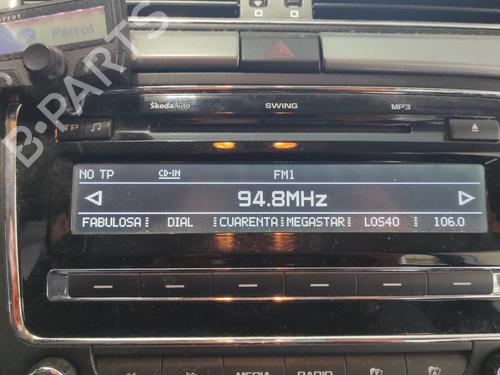 Parrot
Parrot
B-PARTS
ŠkodaAuto SWING MP3
TP
NO TP CD-IN FM1
94.8MHz
FABULOSA DIAL CUARENTA MEGASTAR LOS40 106.0
MEDIA RADIO